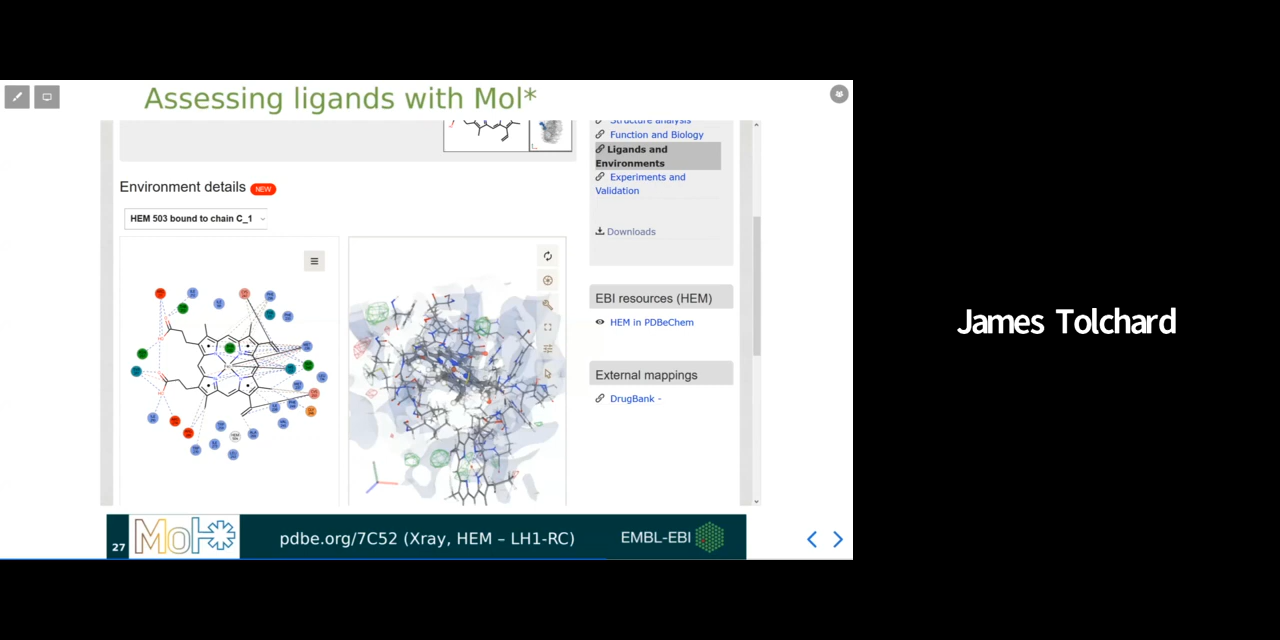 Assessing ligands with Mol*
Structure analysis
Function and Biology
Ligands and
Environments
Experiments and
Validation
Downloads
Environment details NEW
HEM 503 bound to chain C_1
EBI resources (HEM)
HEM in PDBeChem
External mappings
DrugBank -
27
Mol*
pdbe.org/7C52 (Xray, HEM – LH1-RC)
EMBL-EBI
James Tolchard